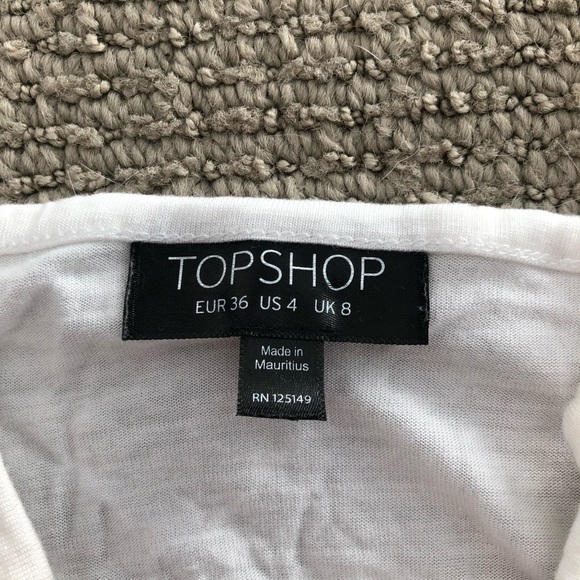 TOPSHOP
EUR 36 US 4 UK 8
Made in
Mauritius
RN 125149